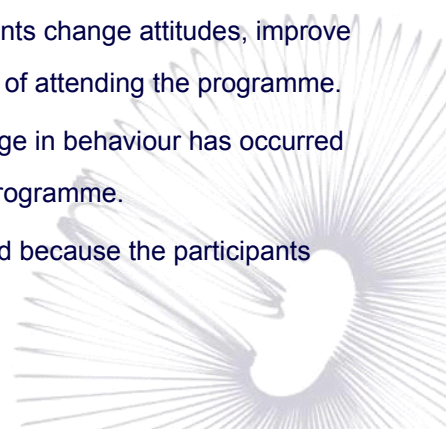 nts change attitudes, improve
of attending the programme.
ge in behaviour has occurred
rogramme.
d because the participants